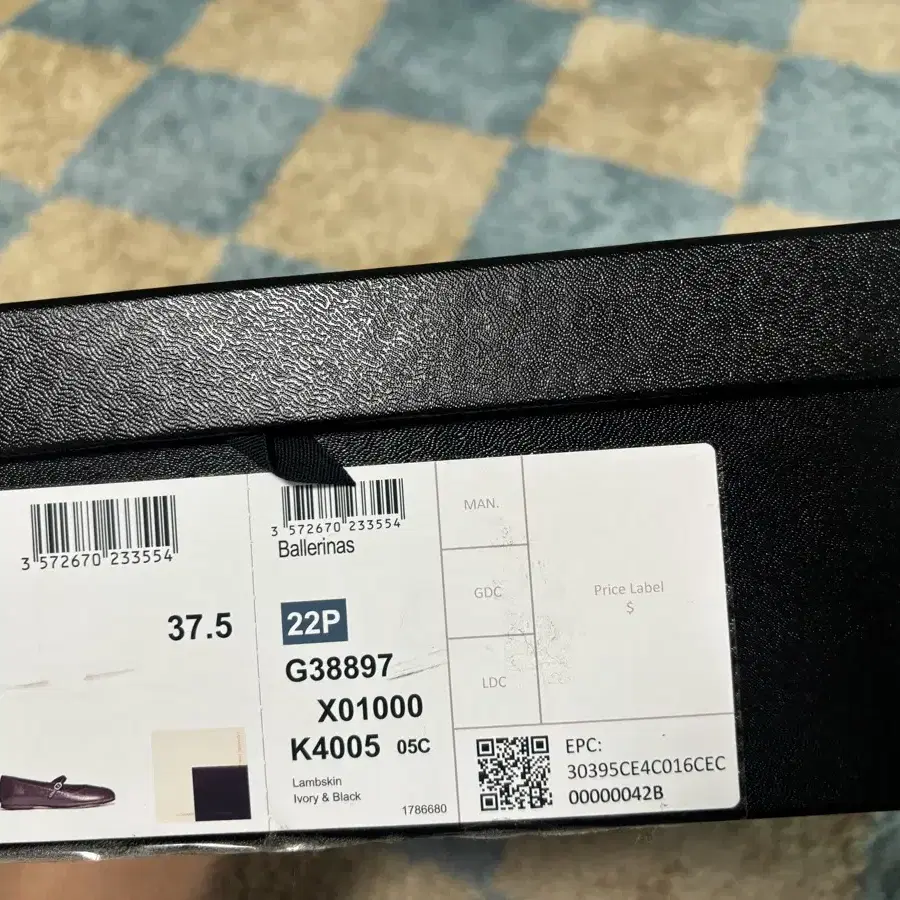 3 572670 233554
37.5
3 572670 233554
Ballerinas
22P
G38897
X01000
K4005 05C
Lambskin
Ivory & Black
1786680
MAN.
GDC
LDC
Price Label
$
EPC:
30395CE4C016CEC
00000042B